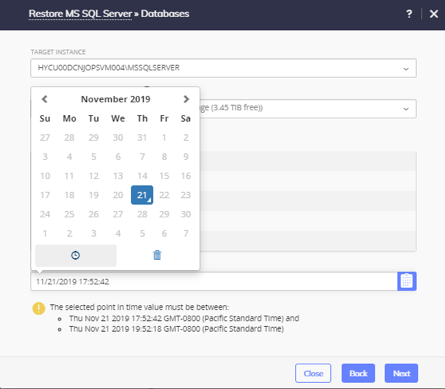 Restore MS SQL Server » Databases
? ×
TARGET INSTANCE
HYCU00DCNJOPSVM004\MSSQLSERVER
ge (3.45 TIB free))
November 2019
Su Mo Tu We Th Fr Sa
27 28 29 30 31 1 2
3 4 5 6 7 8 9
10 11 12 13 14 15 16
17 18 19 20 21 22 23
24 25 26 27 28 29 30
1 2 3 4 5 6 7
11/21/2019 17:52:42
The selected point in time value must be between:
Thu Nov 21 2019 17:52:42 GMT-0800 (Pacific Standard Time) and
Thu Nov 21 2019 19:52:18 GMT-0800 (Pacific Standard Time)
Close Back Next